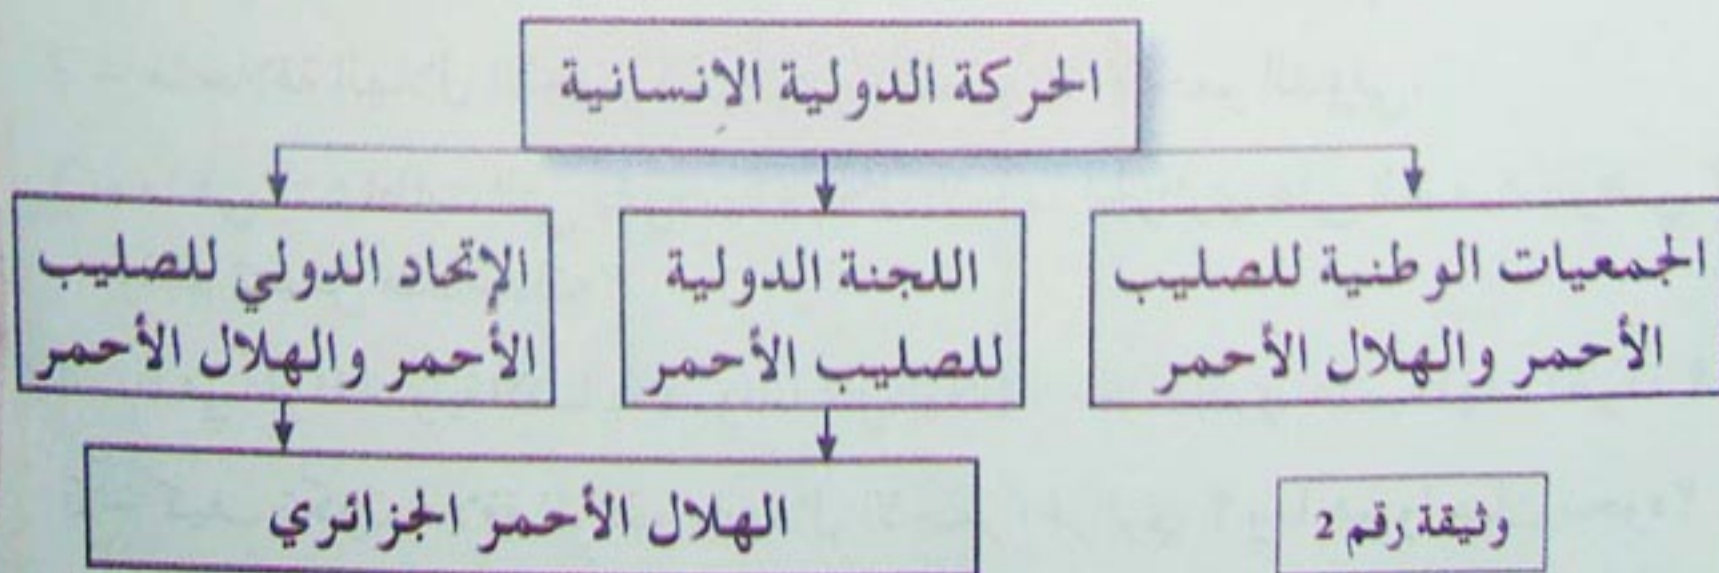 الحركة الدولية الإنسانية
الجمعيات الوطنية للصليب
الأحمر والهلال الأحمر
اللجنة الدولية
للصليب الأحمر
الإتحاد الدولي للصليب
الأحمر والهلال الأحمر
الهلال الأحمر الجزائري
وثيقة رقم 2